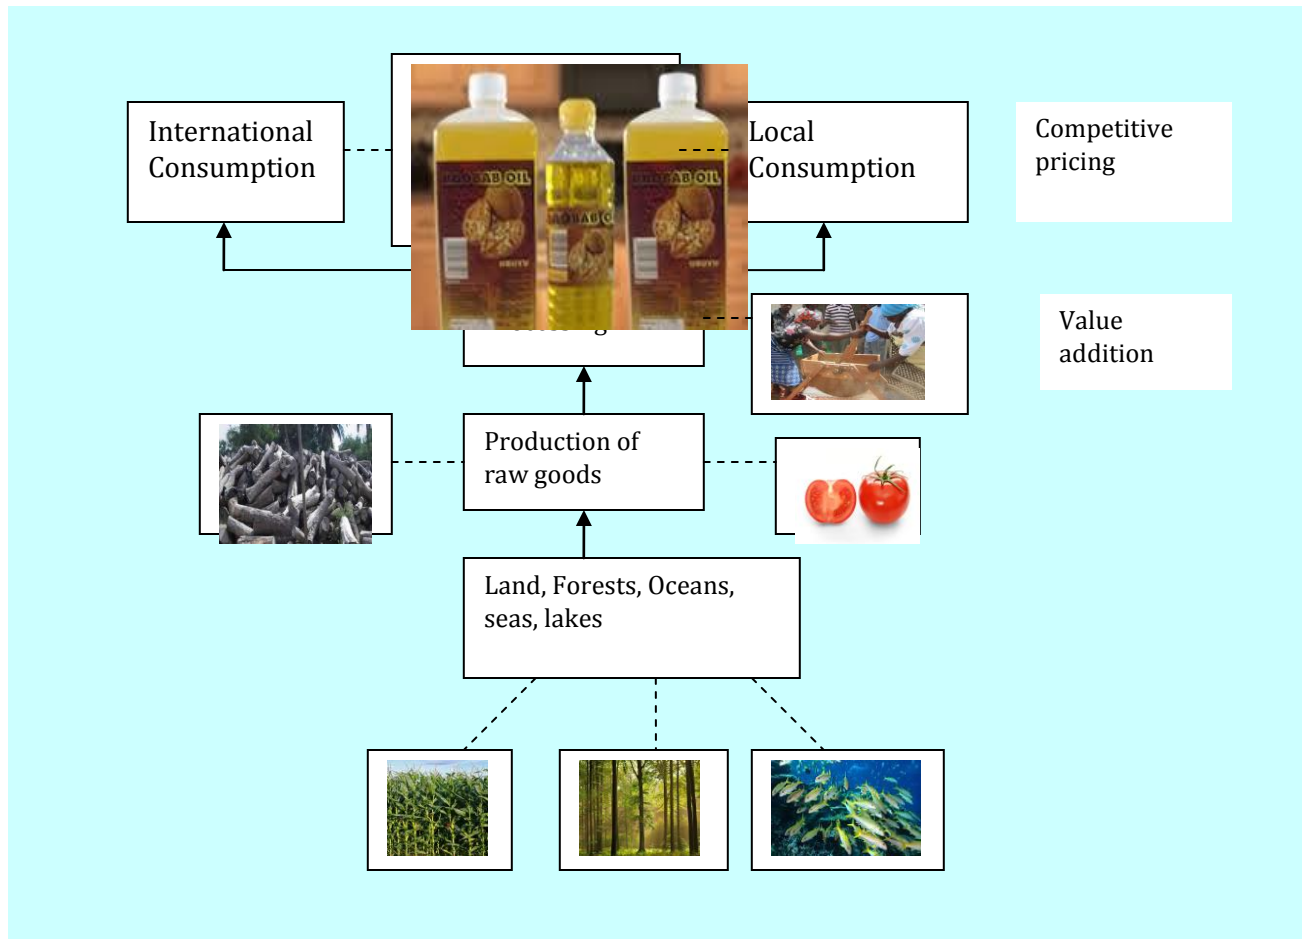 International
Consumption
BAOBAB OIL
BAOBAB OIL
Local
Consumption
Competitive
pricing
Value
addition
Production of
raw goods
Land, Forests, Oceans,
seas, lakes